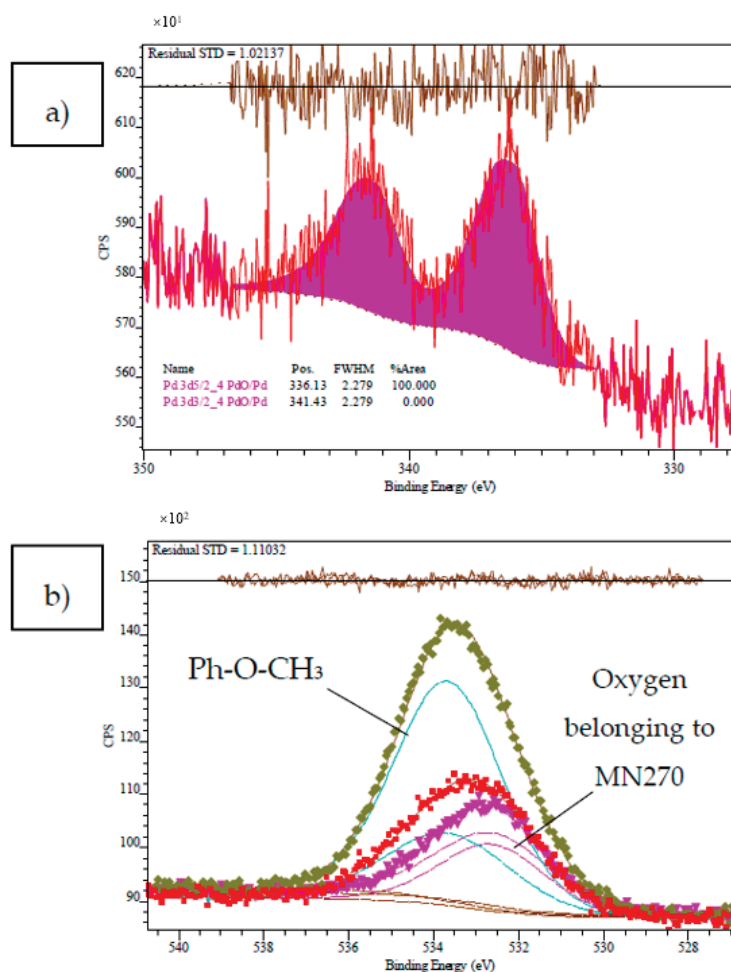 ×10¹
Residual STD = 1.02137
a)
620
610
600
590
580
570
560
550
CPS
Name Pos. FWHM %Area
Pd 3d5/2_4 PdO/Pd 336.13 2.279 100.000
Pd 3d3/2_4 PdO/Pd 341.43 2.279 0.000
350 340 330
Binding Energy (eV)
×10²
Residual STD = 1.11032
b)
150
140
130
120
110
100
90
CPS
Ph-O-CH₃
Oxygen
belonging to
MN270
540 538 536 534 532 530 528
Binding Energy (eV)